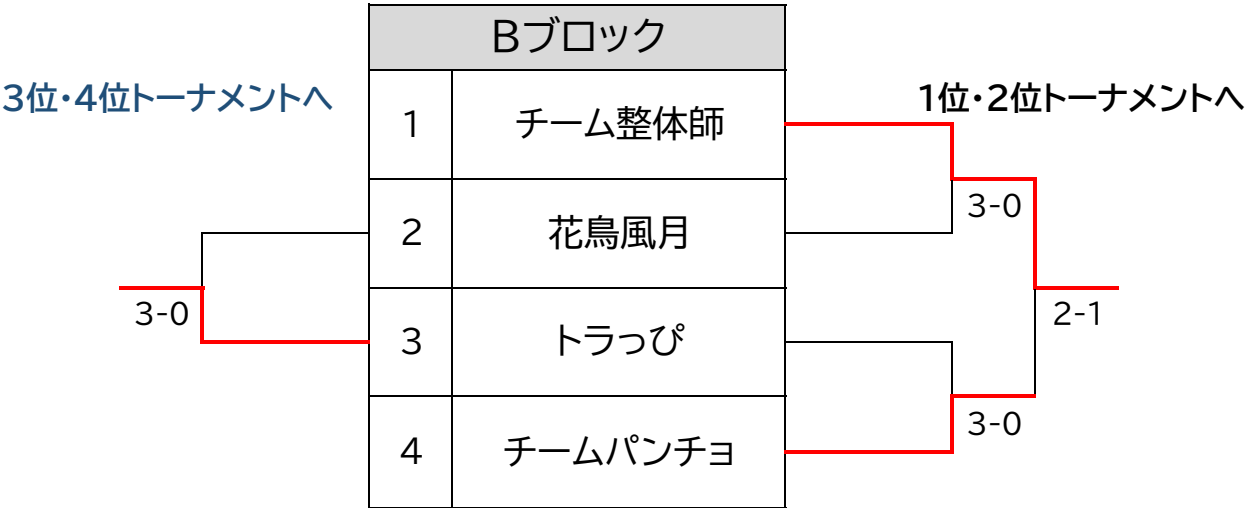 Bブロック
3位・4位トーナメントへ
1位・2位トーナメントへ
1 チーム整体師
3-0
2 花鳥風月
3-0
2-1
3 トラっぴ
3-0
4 チームパンチョ